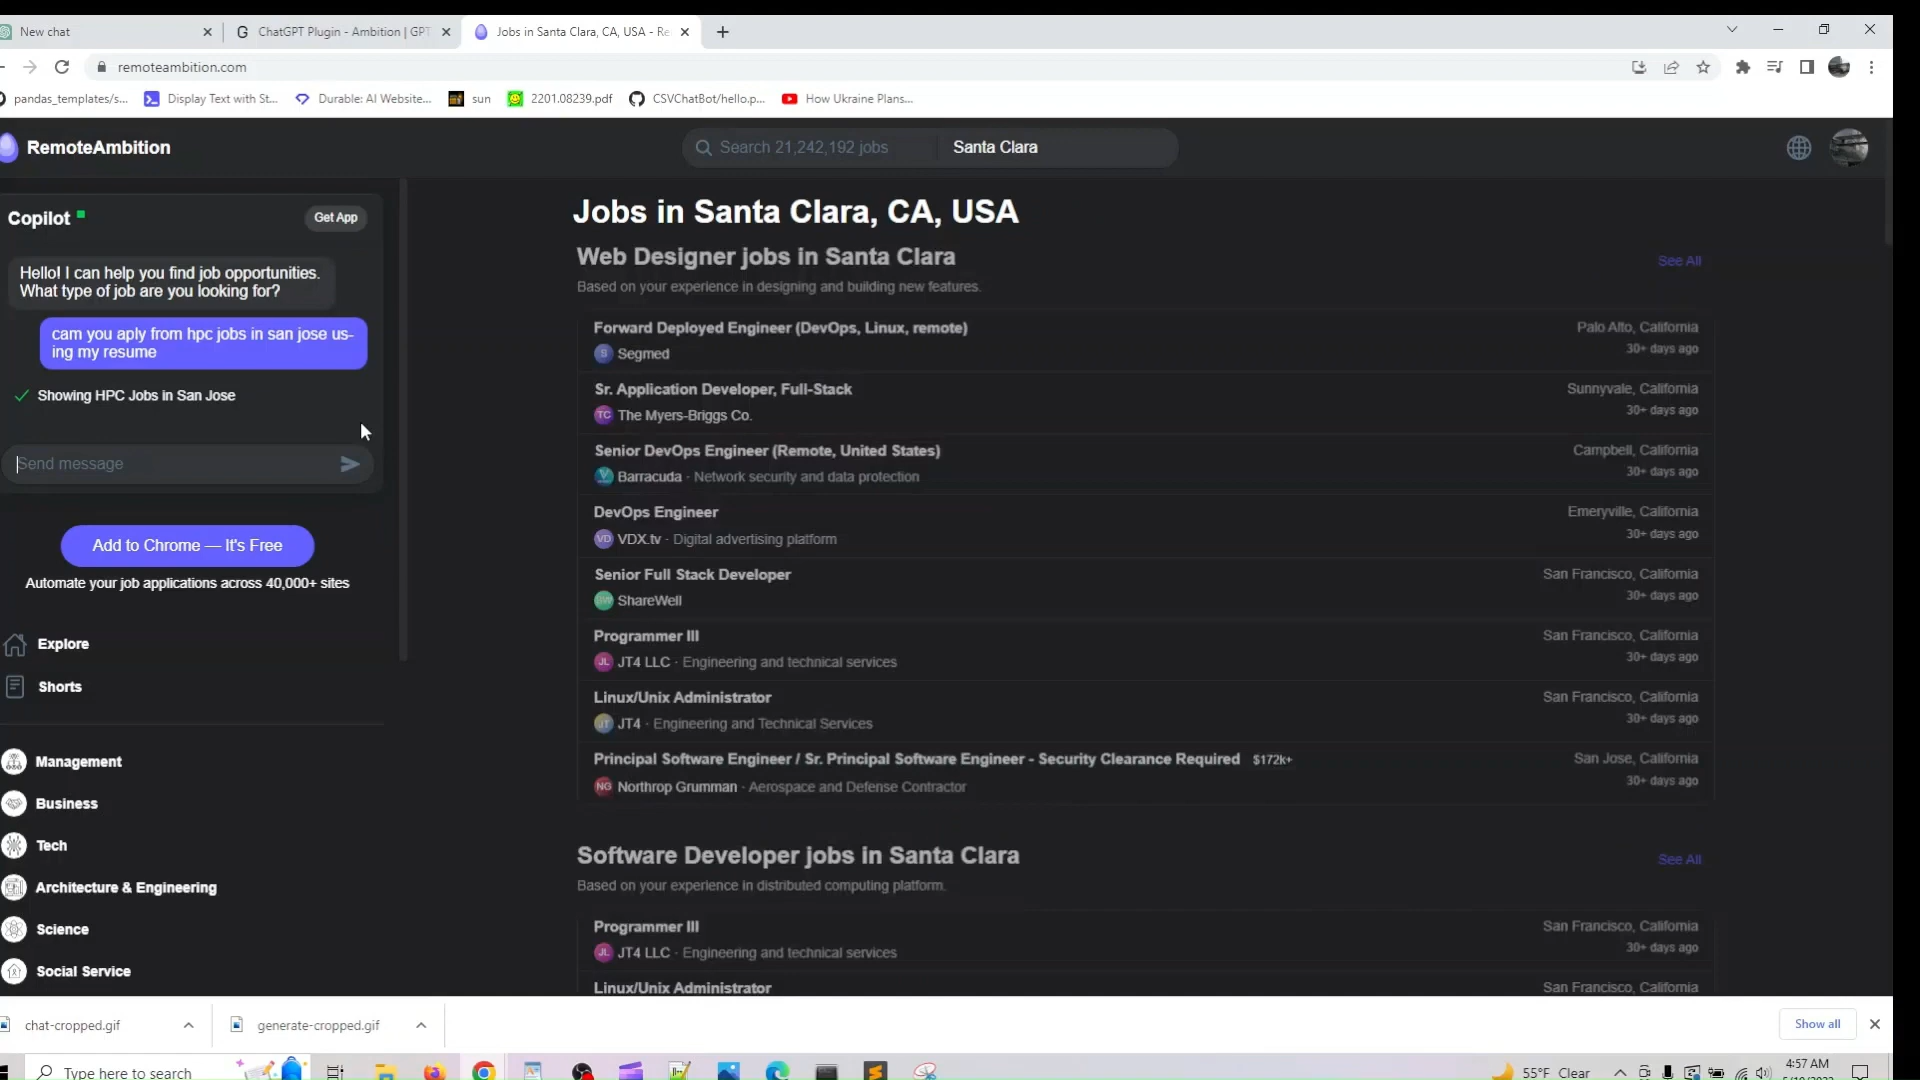 New chat
ChatGPT Plugin - Ambition | GPT
Jobs in Santa Clara, CA, USA - Re
remoteambition.com
pandas_templates/s...
Display Text with St...
Durable: AI Website...
sun
2201.08239.pdf
CSVChatBot/hello.p...
How Ukraine Plans...
RemoteAmbition
Search 21,242,192 jobs
Santa Clara
Copilot
Get App
Hello! I can help you find job opportunities.
What type of job are you looking for?
cam you aply from hpc jobs in san jose us-
ing my resume
Showing HPC Jobs in San Jose
Send message
Add to Chrome — It's Free
Automate your job applications across 40,000+ sites
Explore
Shorts
Management
Business
Tech
Architecture & Engineering
Science
Social Service
Jobs in Santa Clara, CA, USA
Web Designer jobs in Santa Clara
See All
Based on your experience in designing and building new features.
Forward Deployed Engineer (DevOps, Linux, remote)
Palo Alto, California
S Segmed
30+ days ago
Sr. Application Developer, Full-Stack
Sunnyvale, California
TC The Myers-Briggs Co.
30+ days ago
Senior DevOps Engineer (Remote, United States)
Campbell, California
Barracuda · Network security and data protection
30+ days ago
DevOps Engineer
Emeryville, California
VD VDX.tv · Digital advertising platform
30+ days ago
Senior Full Stack Developer
San Francisco, California
SW ShareWell
30+ days ago
Programmer III
San Francisco, California
JL JT4 LLC · Engineering and technical services
30+ days ago
Linux/Unix Administrator
San Francisco, California
JT JT4 · Engineering and Technical Services
30+ days ago
Principal Software Engineer / Sr. Principal Software Engineer - Security Clearance Required $172k+
San Jose, California
NG Northrop Grumman · Aerospace and Defense Contractor
30+ days ago
Software Developer jobs in Santa Clara
See All
Based on your experience in distributed computing platform.
Programmer III
San Francisco, California
JL JT4 LLC · Engineering and technical services
30+ days ago
Linux/Unix Administrator
San Francisco, California
chat-cropped.gif
generate-cropped.gif
Show all
Type here to search
55°F Clear
4:57 AM